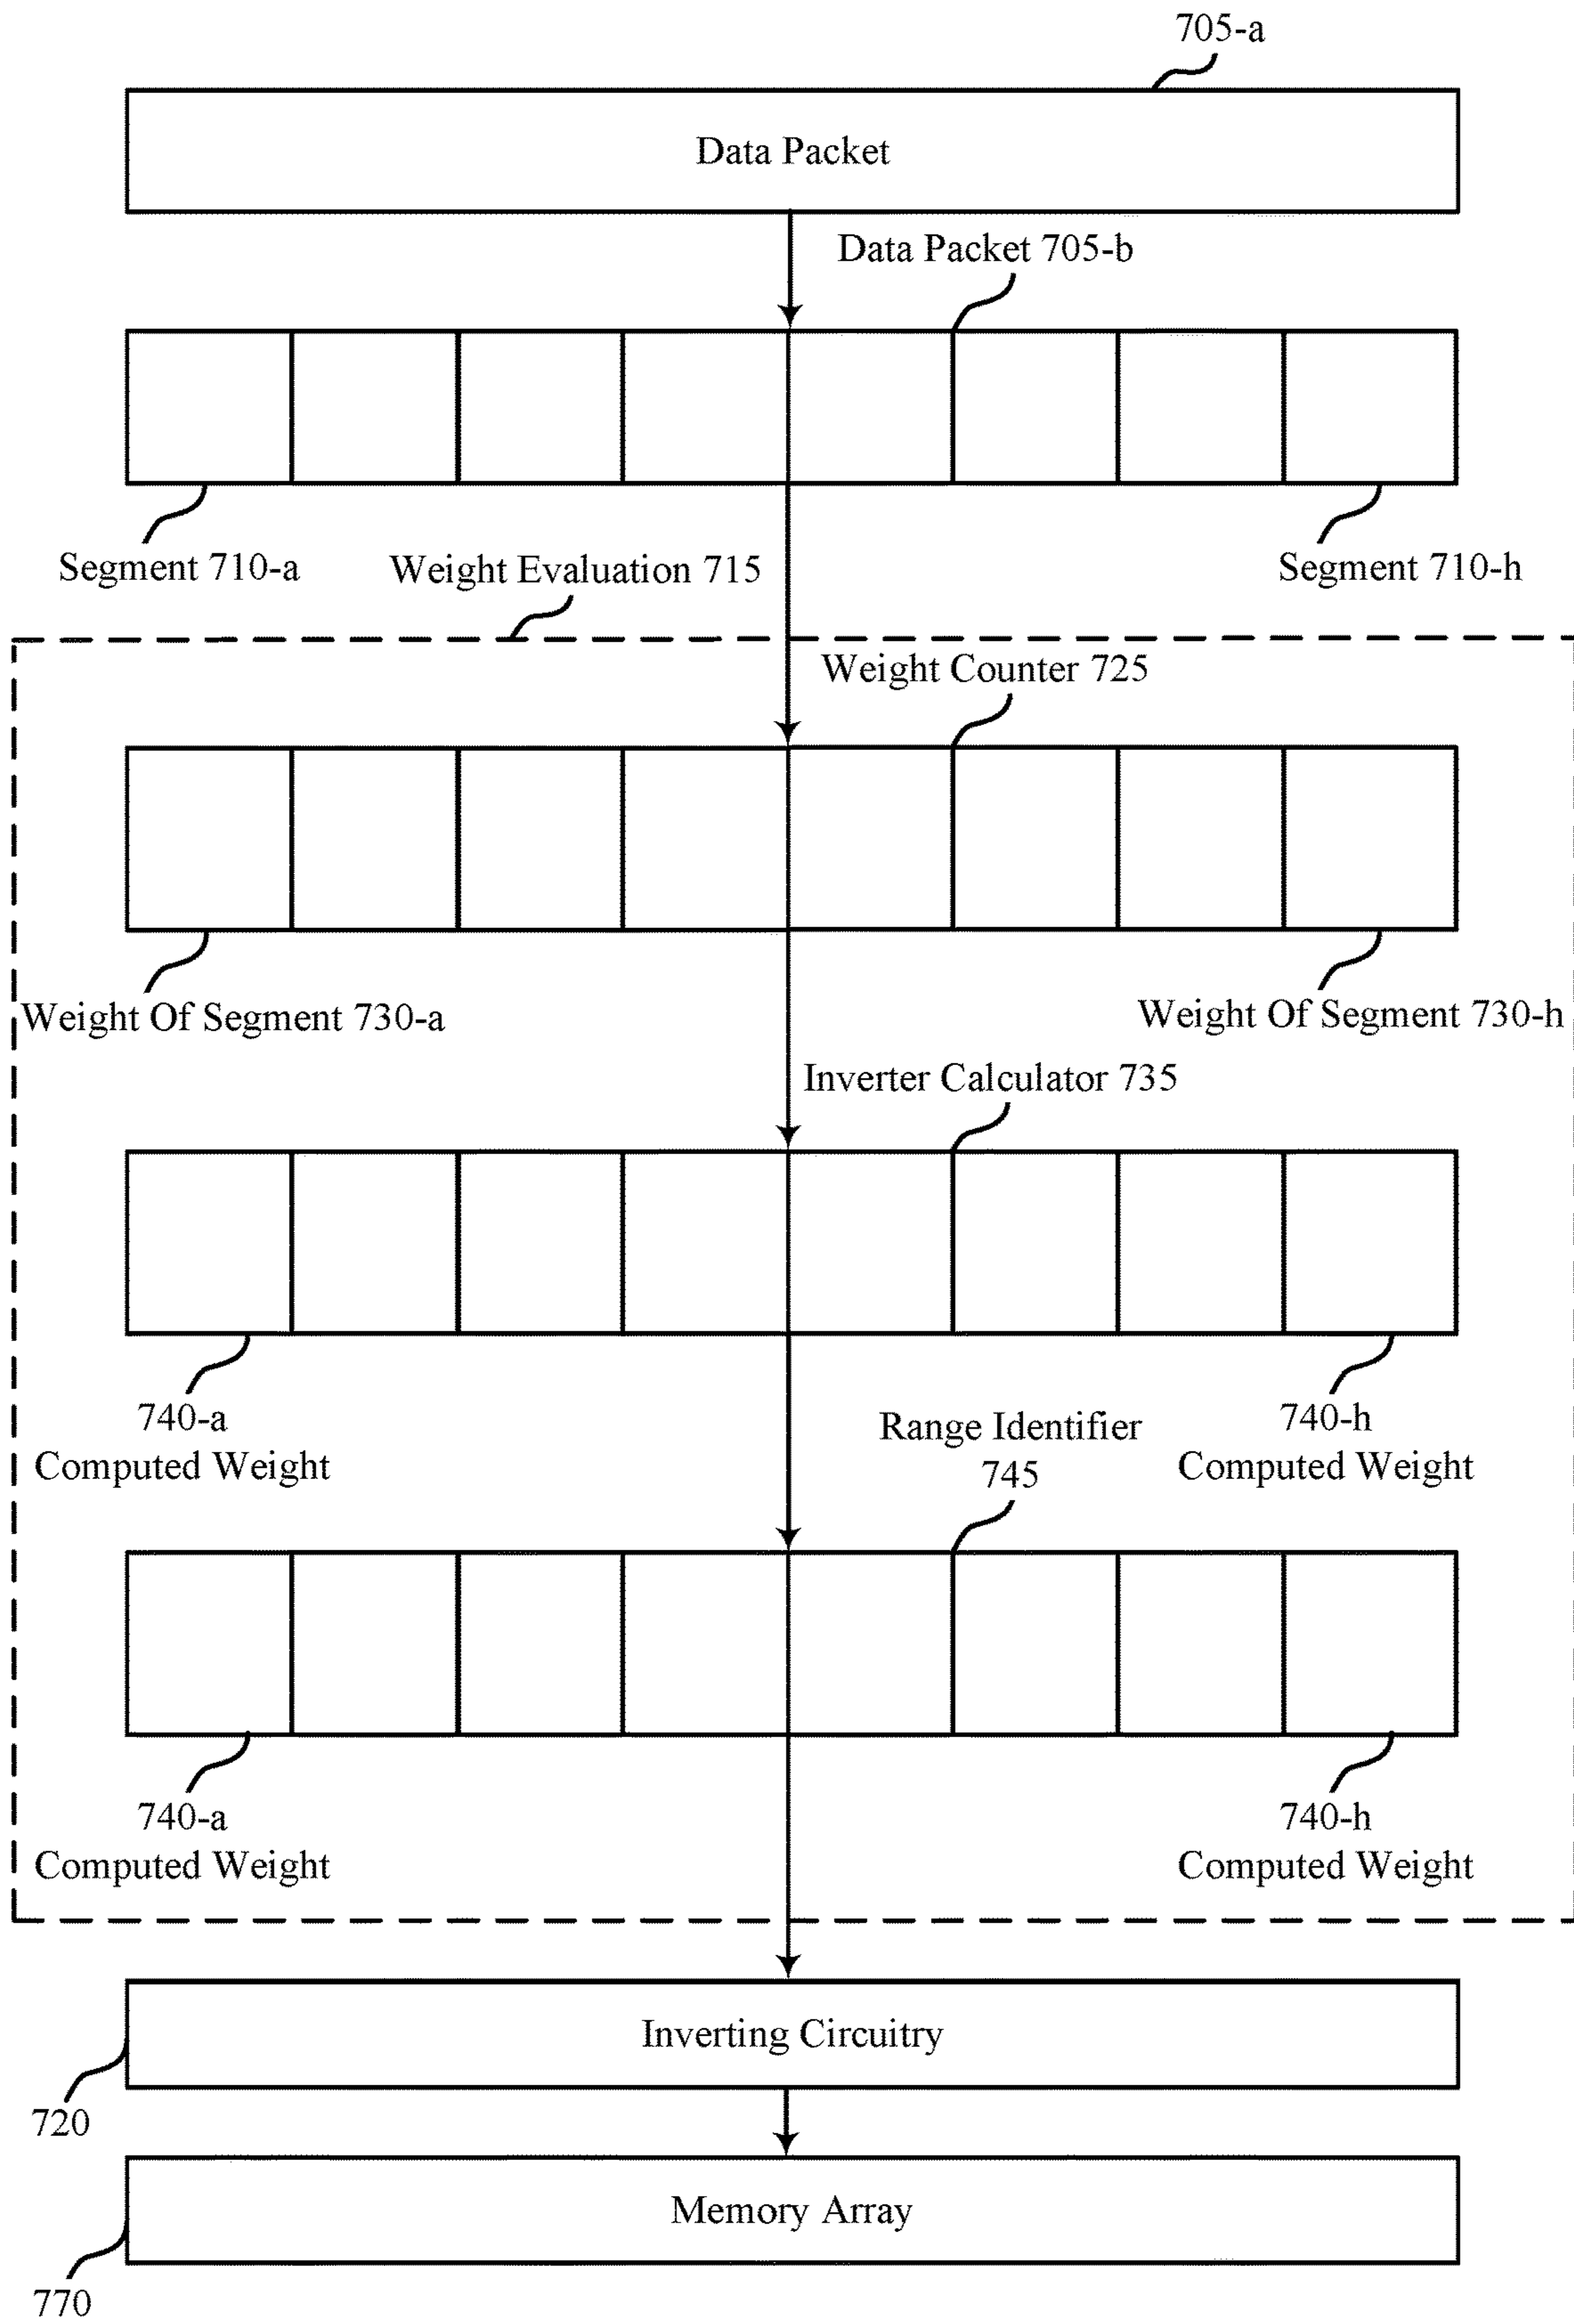 705-a
Data Packet
Data Packet 705-b
Segment 710-a
Weight Evaluation 715
Segment 710-h
Weight Counter 725
Weight Of Segment 730-a
Weight Of Segment 730-h
Inverter Calculator 735
740-a
Computed Weight
Range Identifier
745
740-h
Computed Weight
740-a
Computed Weight
740-h
Computed Weight
Inverting Circuitry
720
Memory Array
770